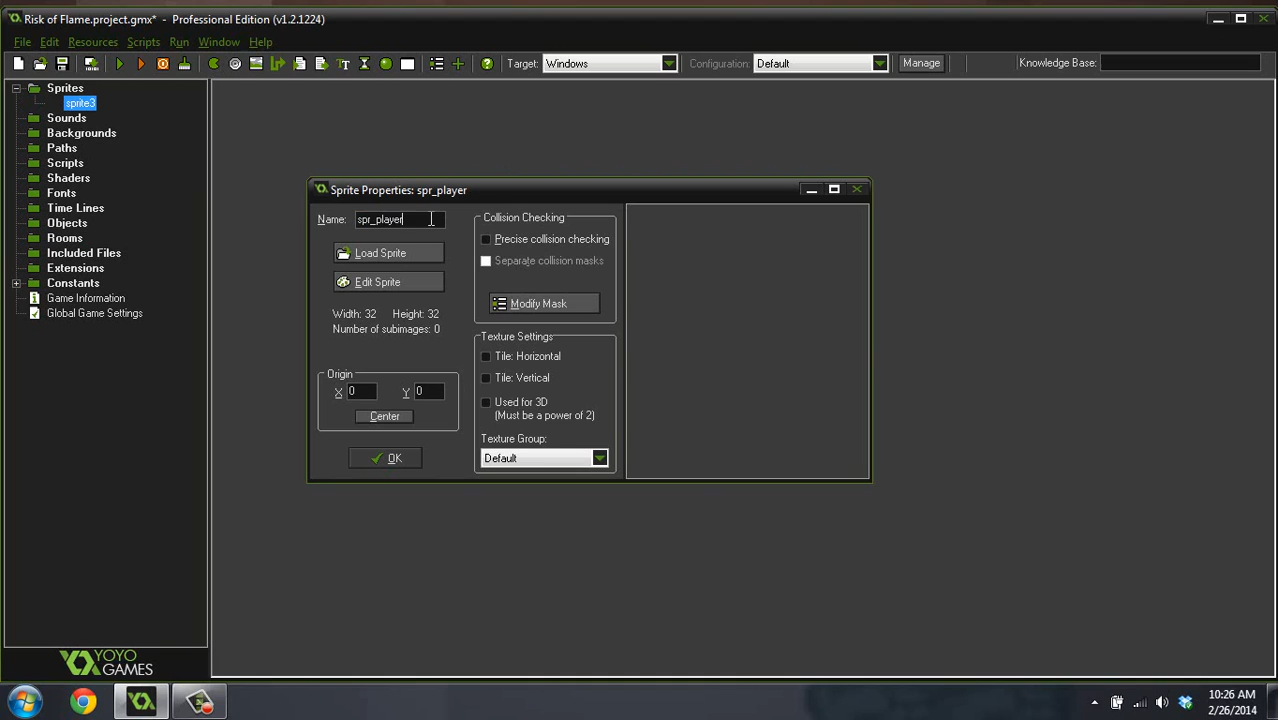 Risk of Flame.project.gmx* - Professional Edition (v1.2.1224)
File Edit Resources Scripts Run Window Help
Target: Windows Configuration: Default Manage Knowledge Base:
Sprites
sprite3
Sounds
Backgrounds
Paths
Scripts
Shaders
Fonts
Time Lines
Objects
Rooms
Included Files
Extensions
Constants
Game Information
Global Game Settings
Sprite Properties: spr_player
Name: spr_player
Load Sprite
Edit Sprite
Width: 32 Height: 32
Number of subimages: 0
Origin
X 0 Y 0
Center
OK
Collision Checking
Precise collision checking
Separate collision masks
Modify Mask
Texture Settings
Tile: Horizontal
Tile: Vertical
Used for 3D
(Must be a power of 2)
Texture Group:
Default
YOYO
GAMES
10:26 AM
2/26/2014